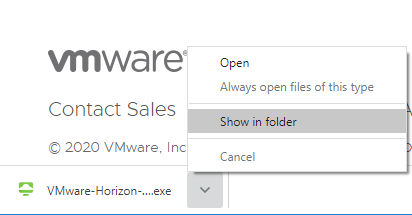 vmware®
Open
Always open files of this type
Contact Sales
Show in folder
© 2020 VMware, Inc
Cancel
VMware-Horizon-....exe